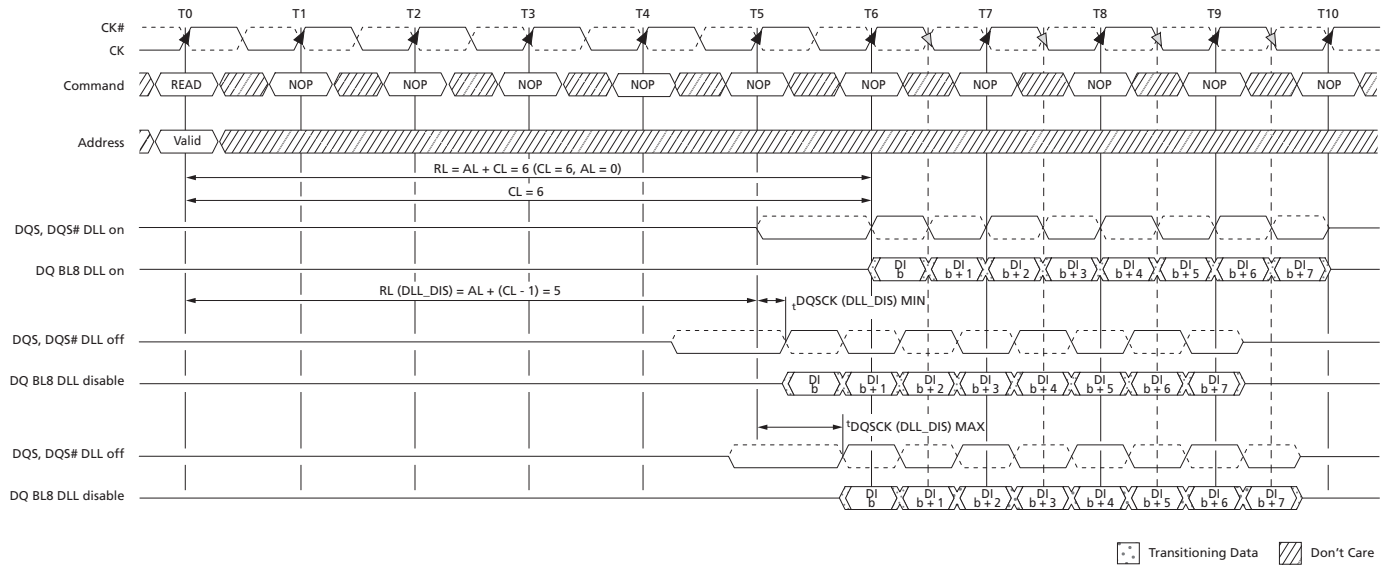 T0 T1 T2 T3 T4 T5 T6 T7 T8 T9 T10
CK#
CK
Command READ NOP NOP NOP NOP NOP NOP NOP NOP NOP NOP
Address Valid
RL = AL + CL = 6 (CL = 6, AL = 0)
CL = 6
DQS, DQS# DLL on
DQ BL8 DLL on DI b DI b + 1 DI b + 2 DI b + 3 DI b + 4 DI b + 5 DI b + 6 DI b + 7
RL (DLL_DIS) = AL + (CL - 1) = 5 tDQSCK (DLL_DIS) MIN
DQS, DQS# DLL off
DQ BL8 DLL disable DI b DI b + 1 DI b + 2 DI b + 3 DI b + 4 DI b + 5 DI b + 6 DI b + 7
tDQSCK (DLL_DIS) MAX
DQS, DQS# DLL off
DQ BL8 DLL disable DI b DI b + 1 DI b + 2 DI b + 3 DI b + 4 DI b + 5 DI b + 6 DI b + 7
Transitioning Data Don't Care